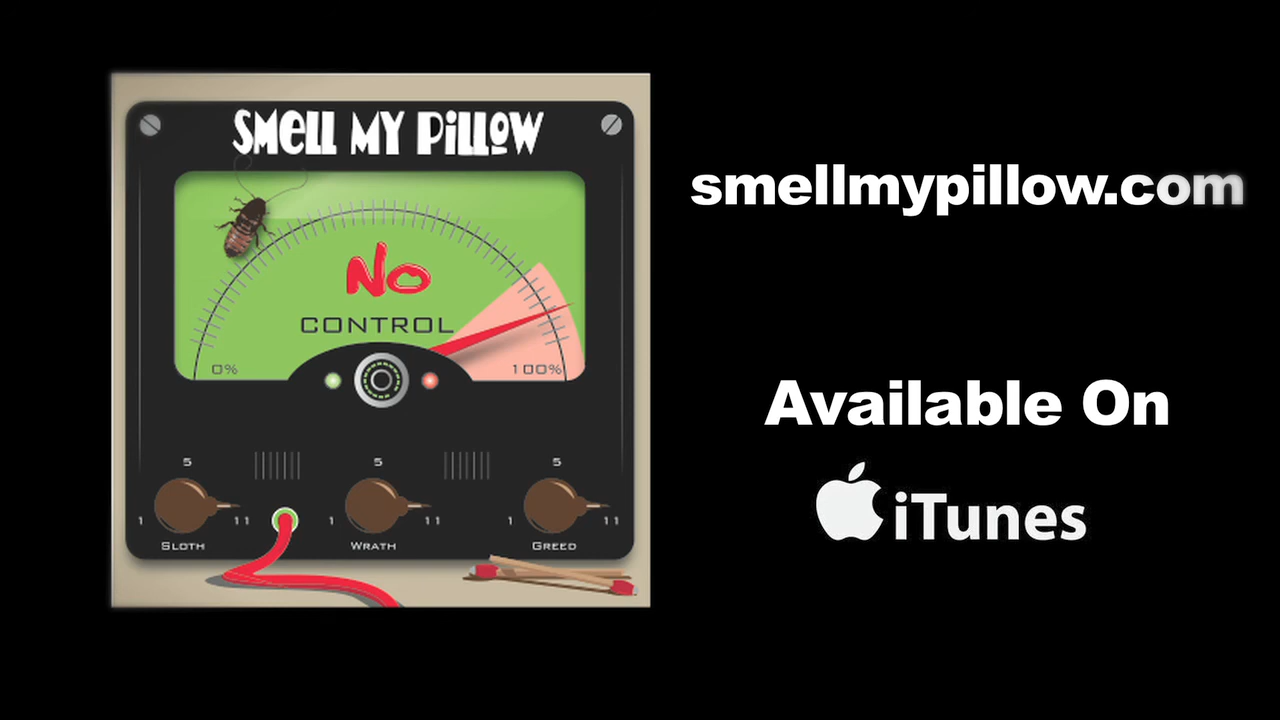 Smell My Pillow
No
CONTROL
0%
100%
5
5
5
1
11
1
11
1
11
Sloth
Wrath
Greed
smellmypillow.com
Available On
iTunes